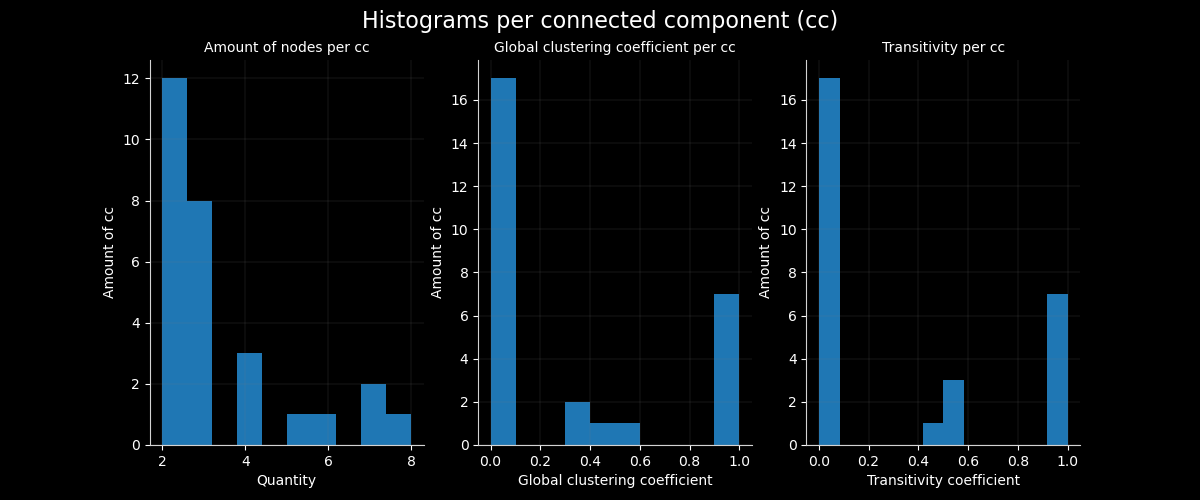 Histograms per connected component (cc)
Amount of nodes per cc
Global clustering coefficient per cc
Transitivity per cc
12
10
8
6
4
2
0
Amount of cc
2 4 6 8
Quantity
16
14
12
10
8
6
4
2
0
Amount of cc
0.0 0.2 0.4 0.6 0.8 1.0
Global clustering coefficient
16
14
12
10
8
6
4
2
0
Amount of cc
0.0 0.2 0.4 0.6 0.8 1.0
Transitivity coefficient